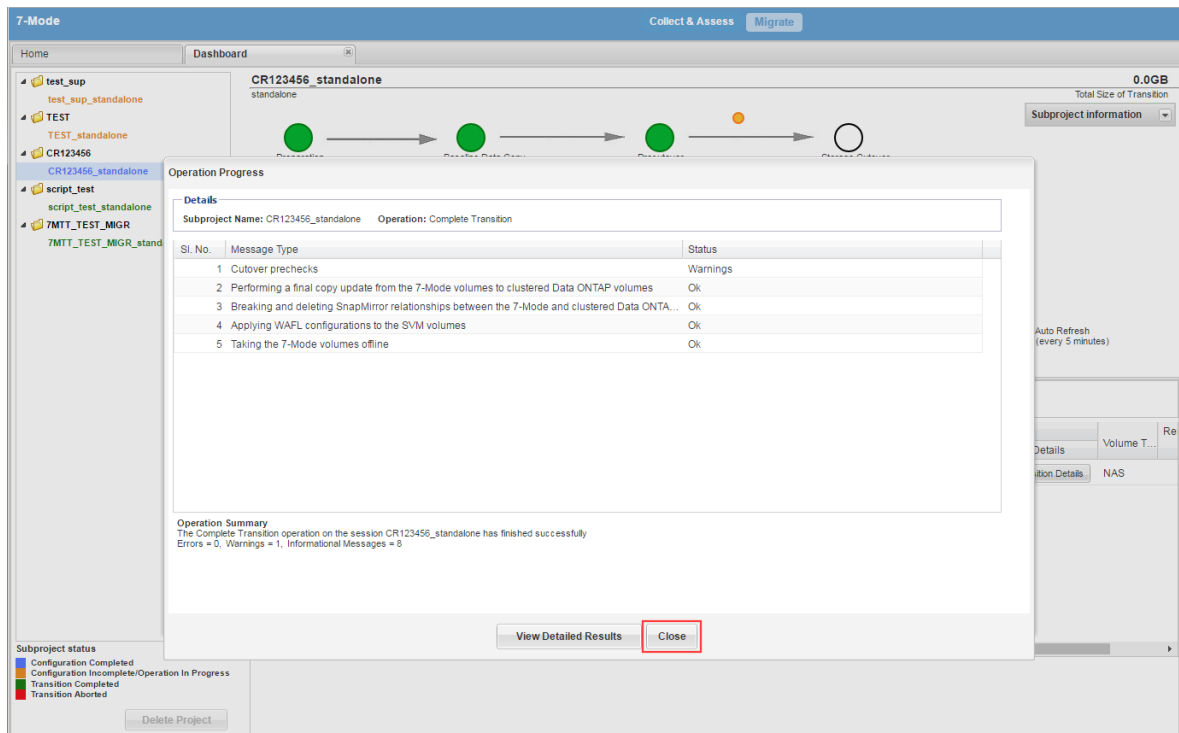 7-Mode
Collect & Assess Migrate
Home Dashboard
test_sup
test_sup_standalone
TEST
TEST_standalone
CR123456
CR123456_standalone
script_test
script_test_standalone
7MTT_TEST_MIGR
7MTT_TEST_MIGR_stand
CR123456_standalone 0.0GB
standalone Total Size of Transition
Subproject information
Operation Progress
Details
Subproject Name: CR123456_standalone Operation: Complete Transition
Sl. No. Message Type Status
1 Cutover prechecks Warnings
2 Performing a final copy update from the 7-Mode volumes to clustered Data ONTAP volumes Ok
3 Breaking and deleting SnapMirror relationships between the 7-Mode and clustered Data ONTA... Ok
4 Applying WAFL configurations to the SVM volumes Ok
5 Taking the 7-Mode volumes offline Ok
Operation Summary
The Complete Transition operation on the session CR123456_standalone has finished successfully
Errors = 0, Warnings = 1, Informational Messages = 8
View Detailed Results Close
Auto Refresh
(every 5 minutes)
Re
Details Volume T...
ition Details NAS
Subproject status
Configuration Completed
Configuration Incomplete/Operation In Progress
Transition Completed
Transition Aborted
Delete Project